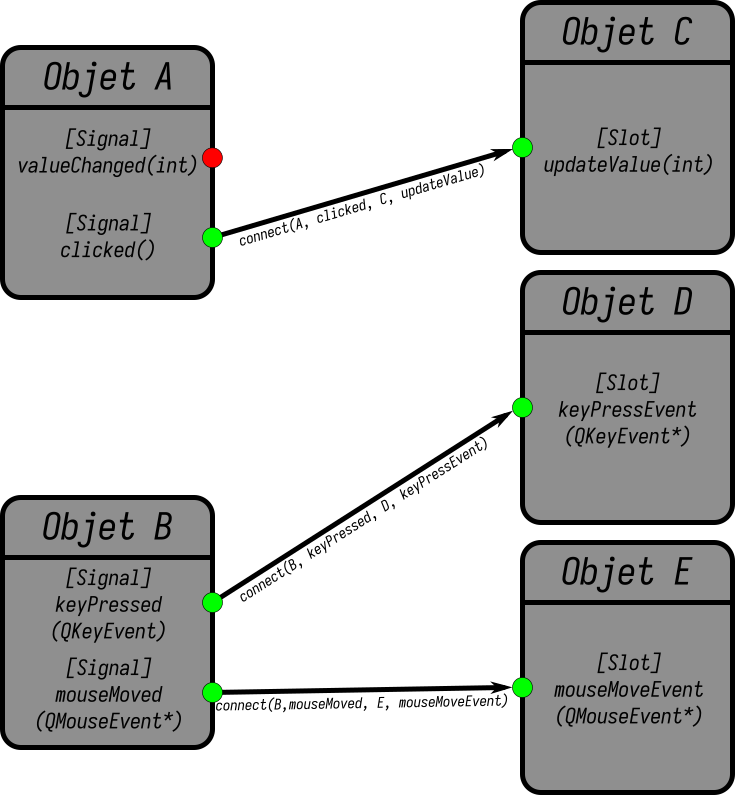 Objet A
[Signal]
valueChanged(int)
[Signal]
clicked()
connect(A, clicked, C, updateValue)
Objet C
[Slot]
updateValue(int)
Objet D
[Slot]
keyPressEvent
(QKeyEvent*)
connect(B, keyPressed, D, keyPressEvent)
Objet B
[Signal]
keyPressed
(QKeyEvent)
[Signal]
mouseMoved
(QMouseEvent*)
connect(B,mouseMoved, E, mouseMoveEvent)
Objet E
[Slot]
mouseMoveEvent
(QMouseEvent*)